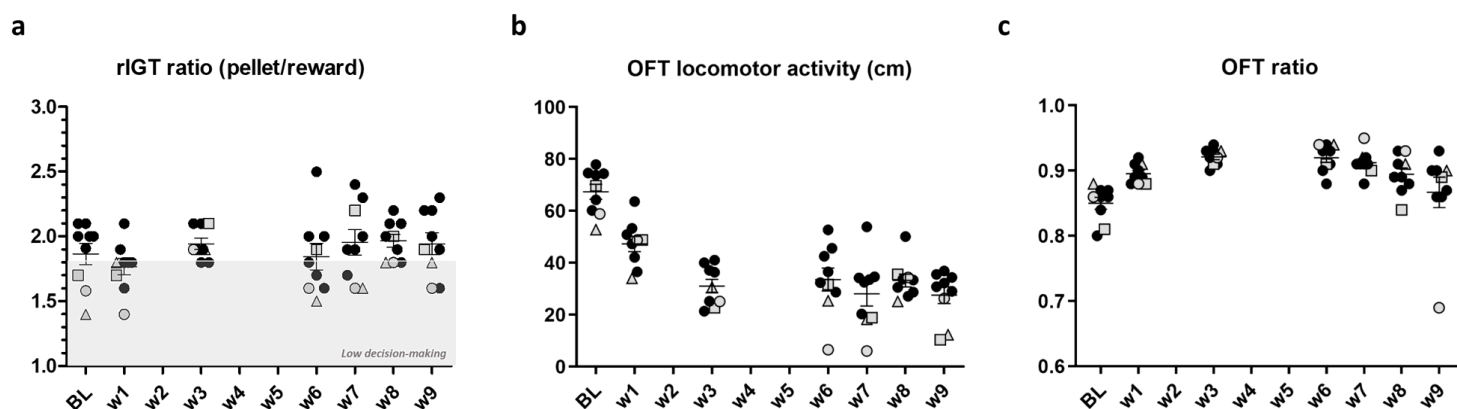 a
rIGT ratio (pellet/reward)
3.0
2.5
2.0
1.5
1.0
Low decision-making
BL w1 w2 w3 w4 w5 w6 w7 w8 w9
b
OFT locomotor activity (cm)
100
80
60
40
20
0
BL w1 w2 w3 w4 w5 w6 w7 w8 w9
c
OFT ratio
1.0
0.9
0.8
0.7
0.6
BL w1 w2 w3 w4 w5 w6 w7 w8 w9